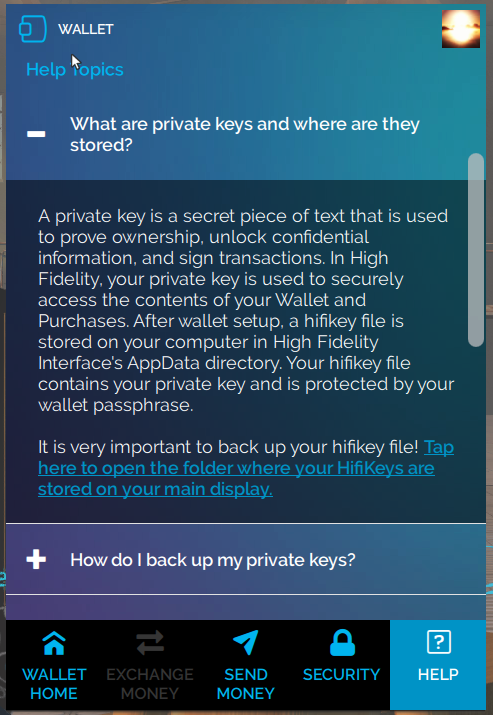 WALLET
Help Topics
What are private keys and where are they
stored?
A private key is a secret piece of text that is used
to prove ownership, unlock confidential
information, and sign transactions. In High
Fidelity, your private key is used to securely
access the contents of your Wallet and
Purchases. After wallet setup, a hifikey file is
stored on your computer in High Fidelity
Interface's AppData directory. Your hifikey file
contains your private key and is protected by your
wallet passphrase.
It is very important to back up your hifikey file! Tap
here to open the folder where your HifiKeys are
stored on your main display.
How do I back up my private keys?
WALLET
HOME
EXCHANGE
MONEY
SEND
MONEY
SECURITY
HELP